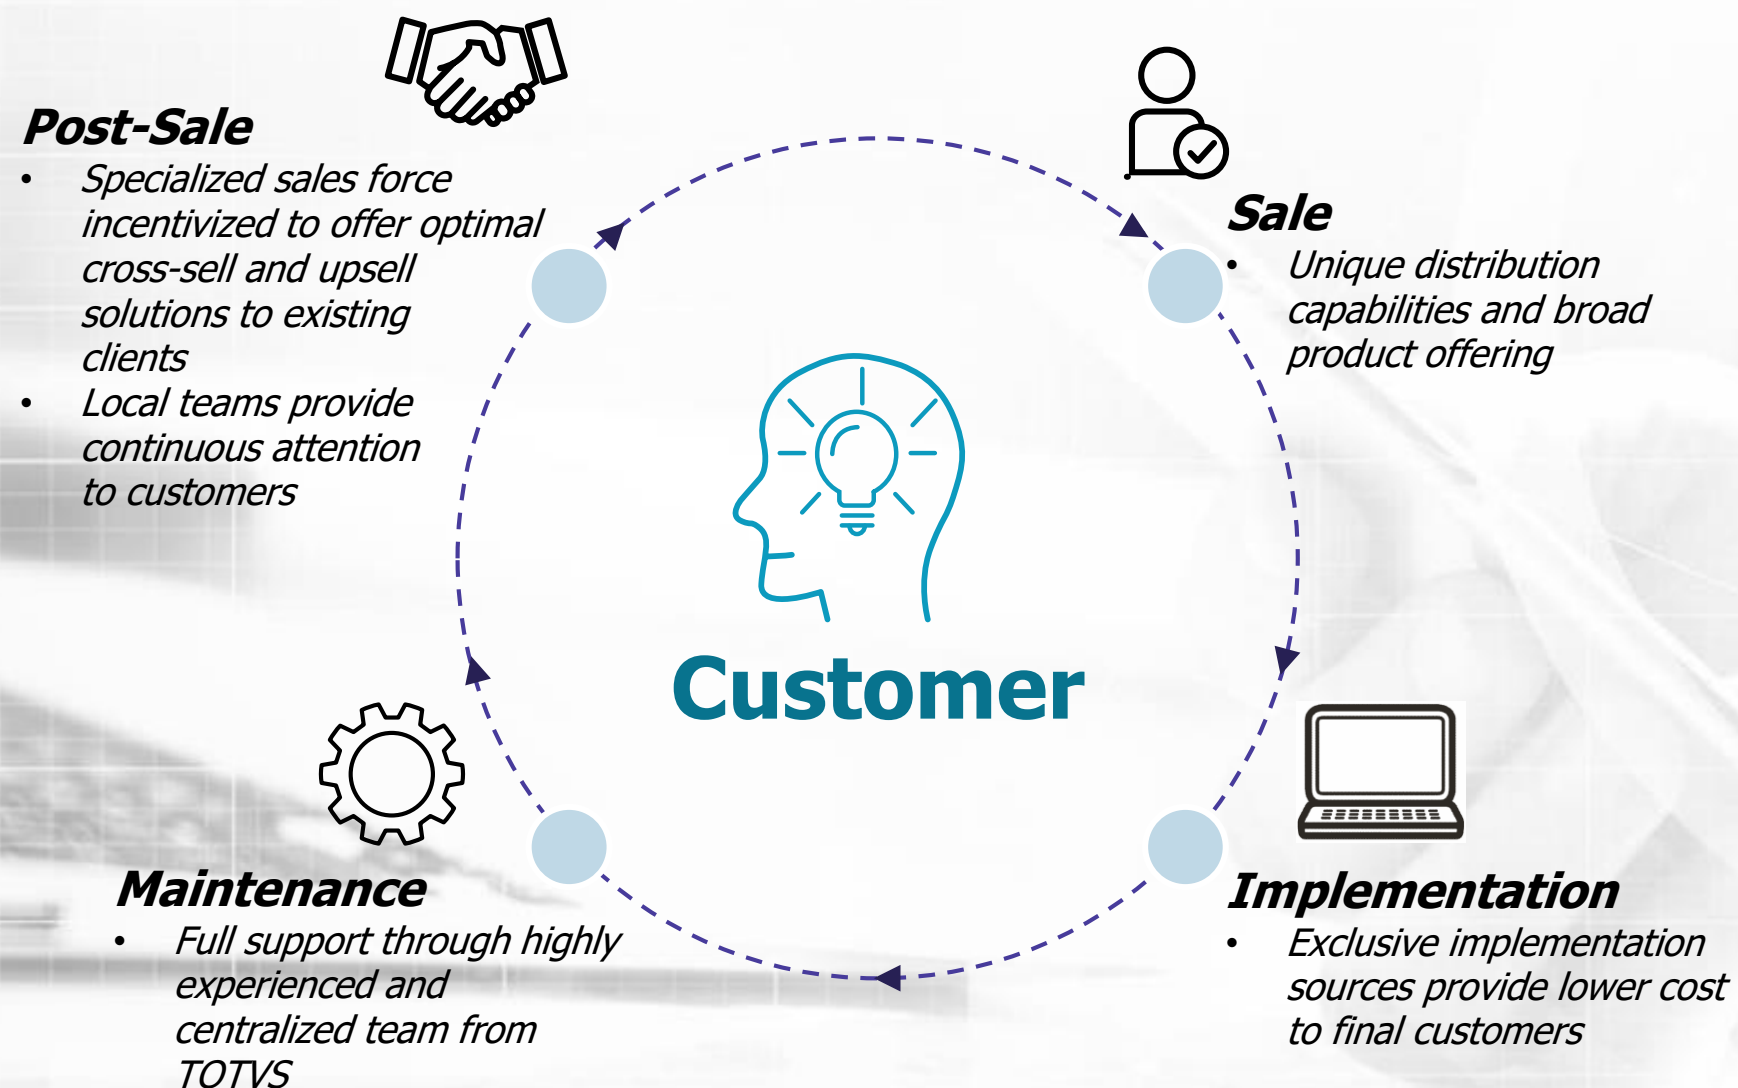 Post-Sale
• Specialized sales force
incentivized to offer optimal
cross-sell and upsell
solutions to existing
clients
• Local teams provide
continuous attention
to customers
Sale
• Unique distribution
capabilities and broad
product offering
Customer
Maintenance
• Full support through highly
experienced and
centralized team from
TOTVS
Implementation
• Exclusive implementation
sources provide lower cost
to final customers